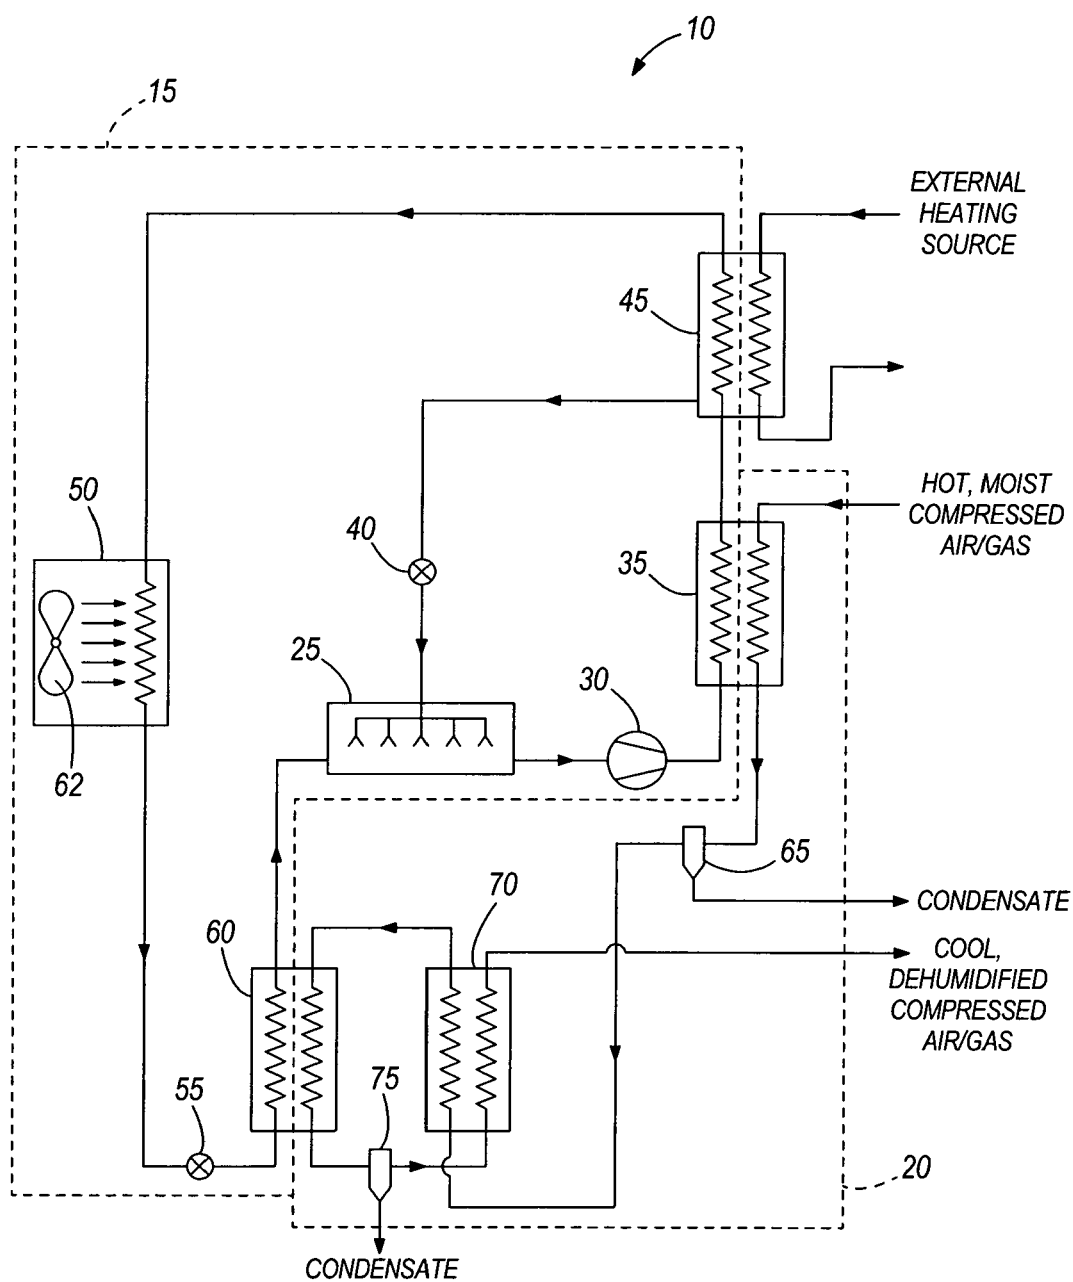 10
15
EXTERNAL
HEATING
SOURCE
45
50
HOT, MOIST
COMPRESSED
AIR/GAS
40
35
25
30
62
65
70
CONDENSATE
60
COOL,
DEHUMIDIFIED
COMPRESSED
AIR/GAS
75
55
20
CONDENSATE